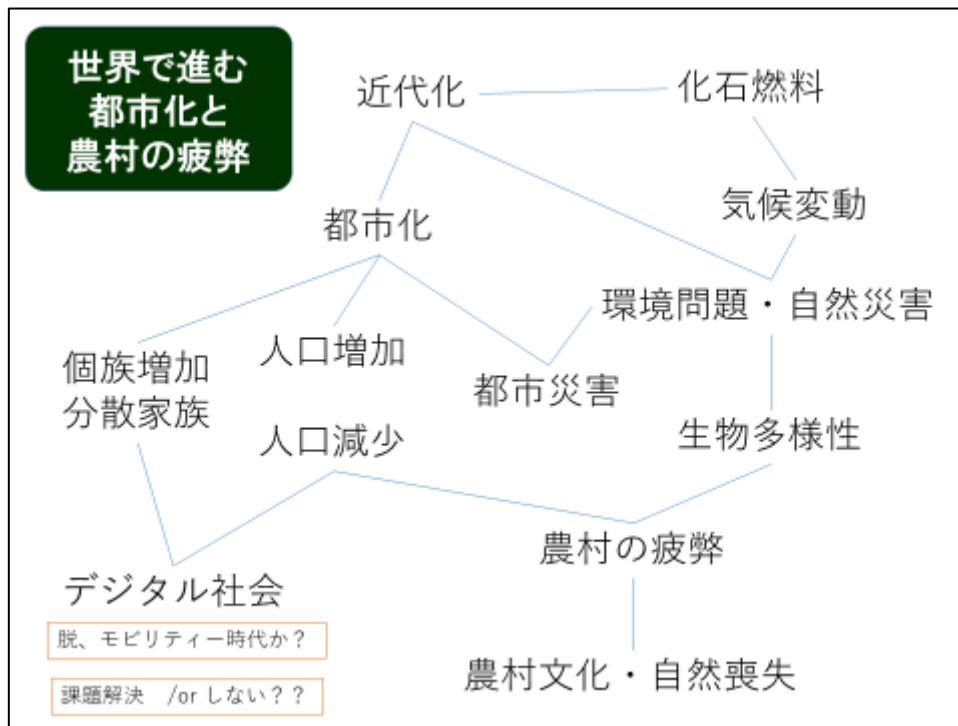 世界で進む
都市化と
農村の疲弊
近代化
化石燃料
都市化
気候変動
環境問題・自然災害
個族増加
分散家族
人口増加
都市災害
人口減少
生物多様性
農村の疲弊
デジタル社会
脱、モビリティー時代か？
課題解決　/or しない？？
農村文化・自然喪失